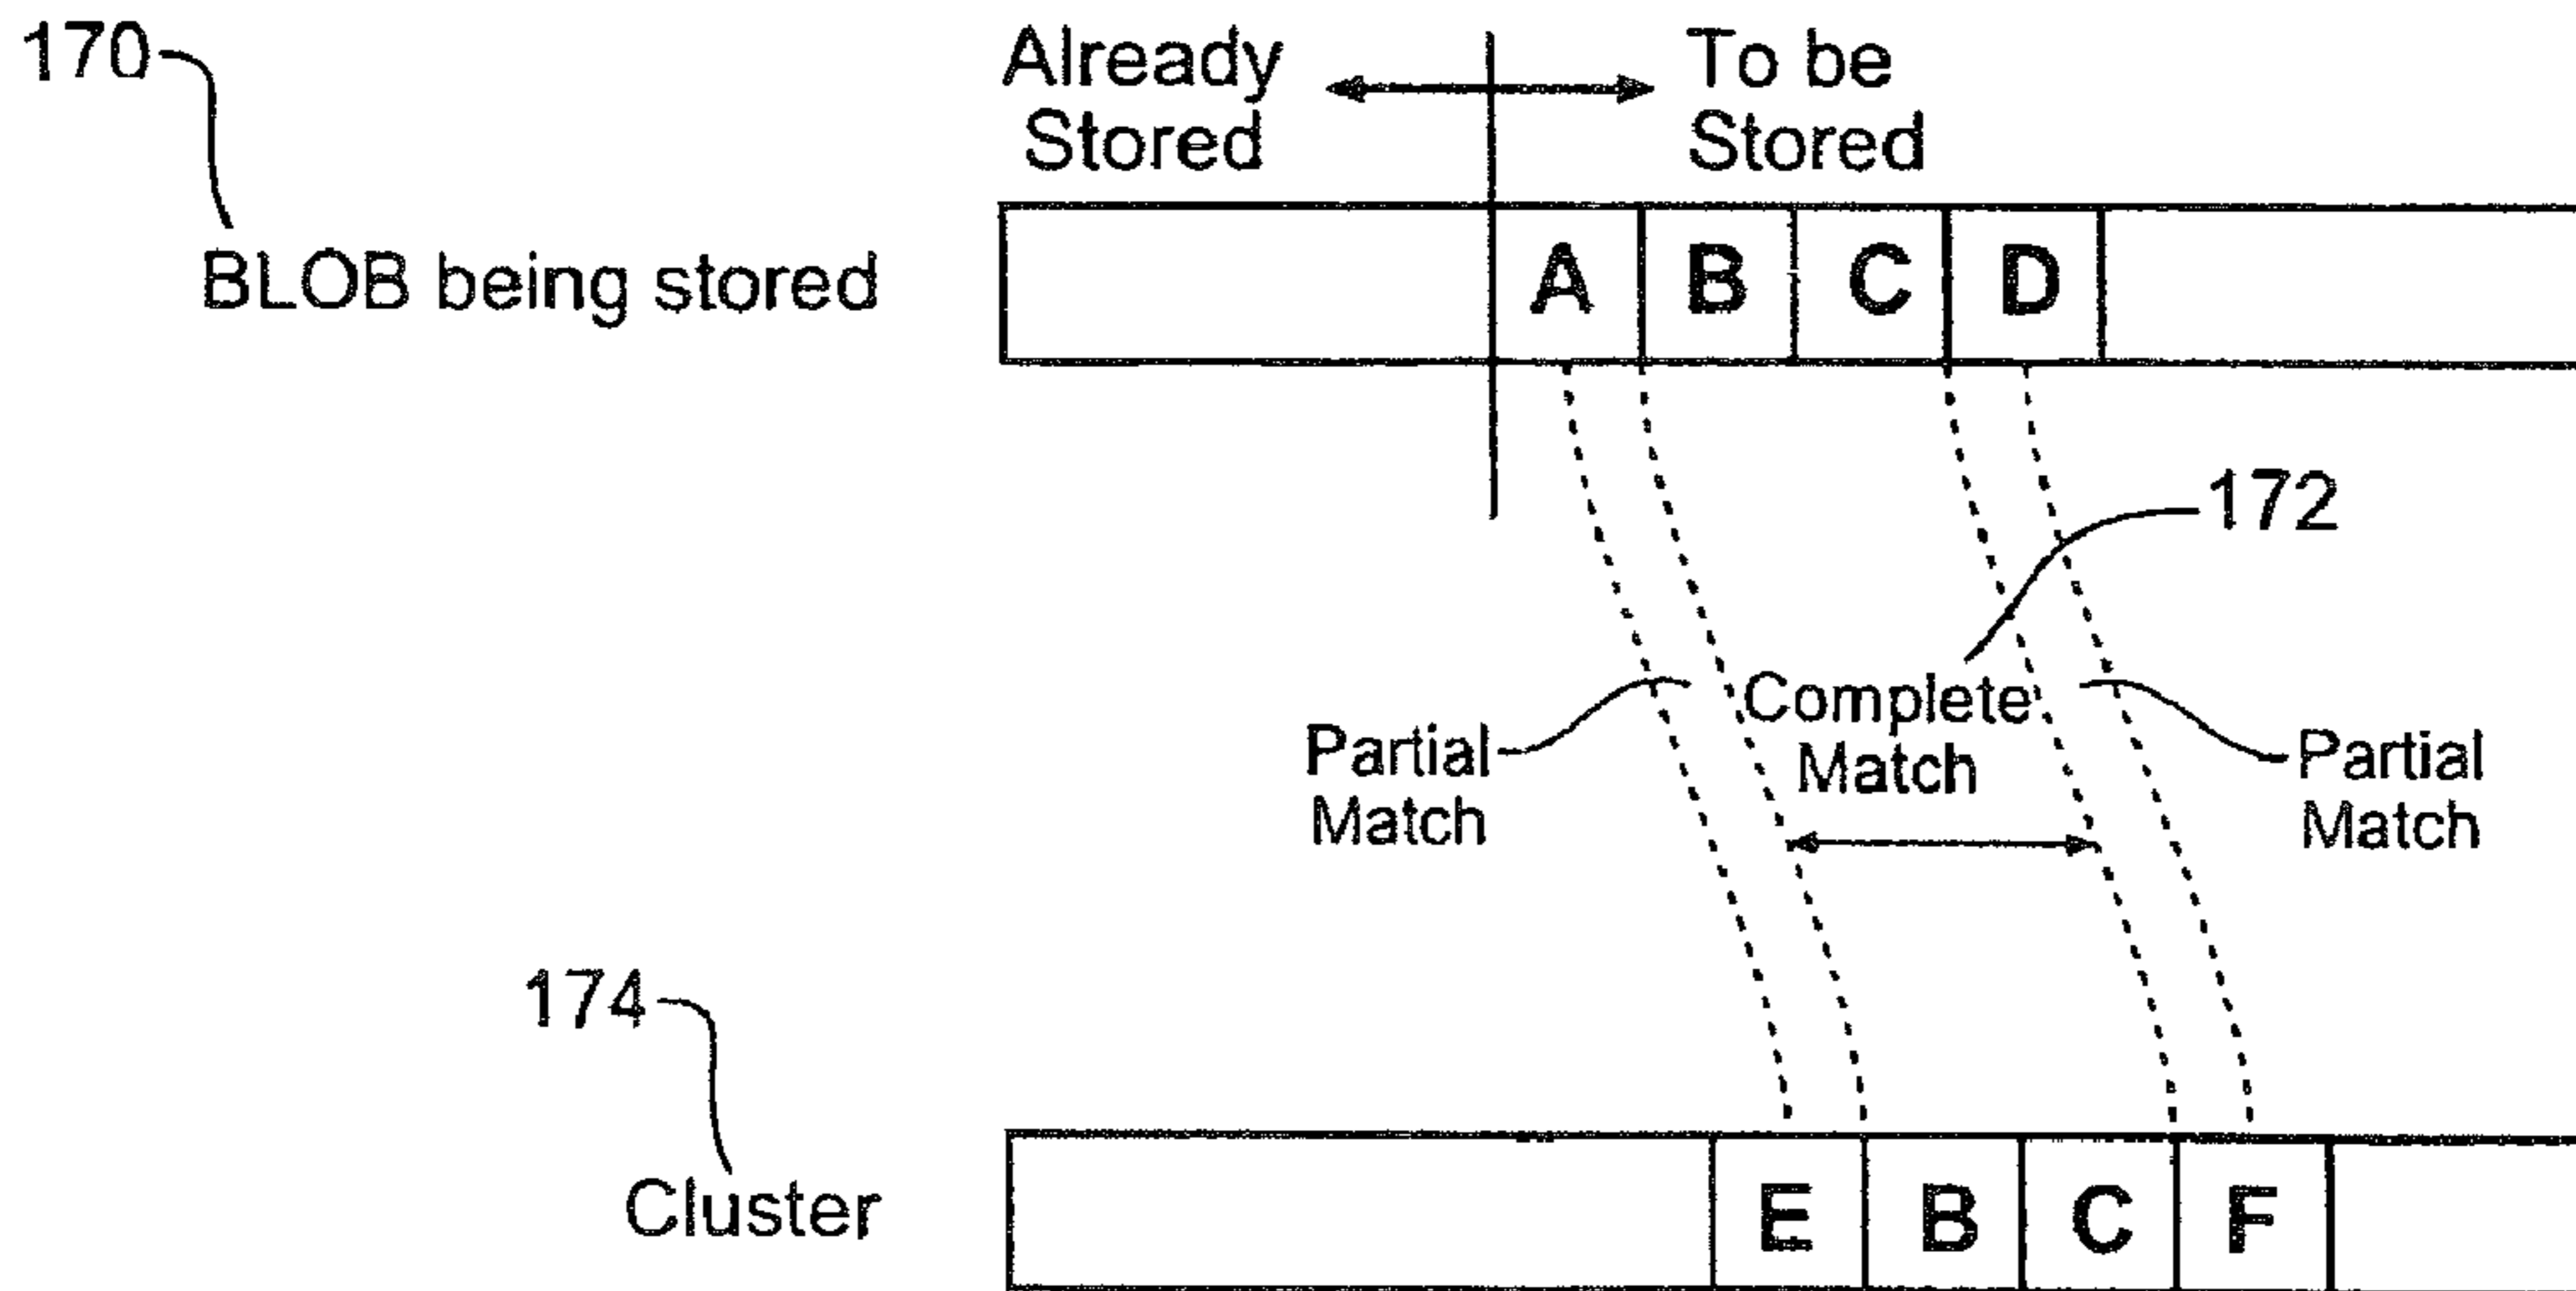 170
Already
Stored
To be
Stored
BLOB being stored
A B C D
172
Partial
Match
Complete
Match
Partial
Match
174
Cluster
E B C F